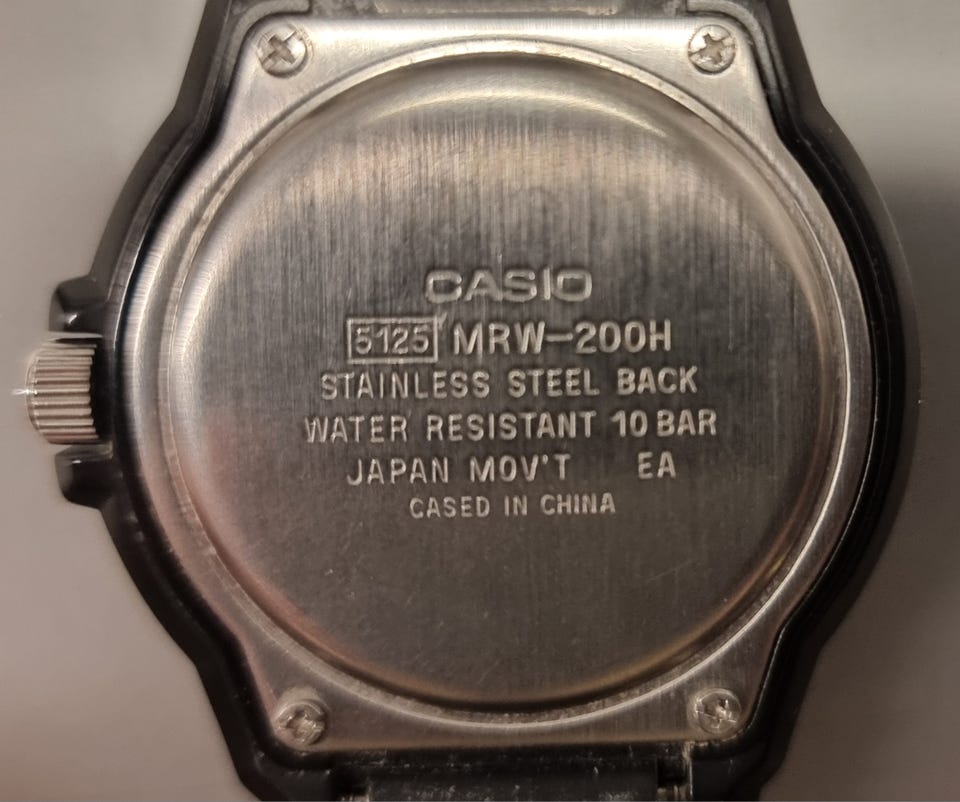 CASIO
5125 MRW-200H
STAINLESS STEEL BACK
WATER RESISTANT 10 BAR
JAPAN MOV'T EA
CASED IN CHINA